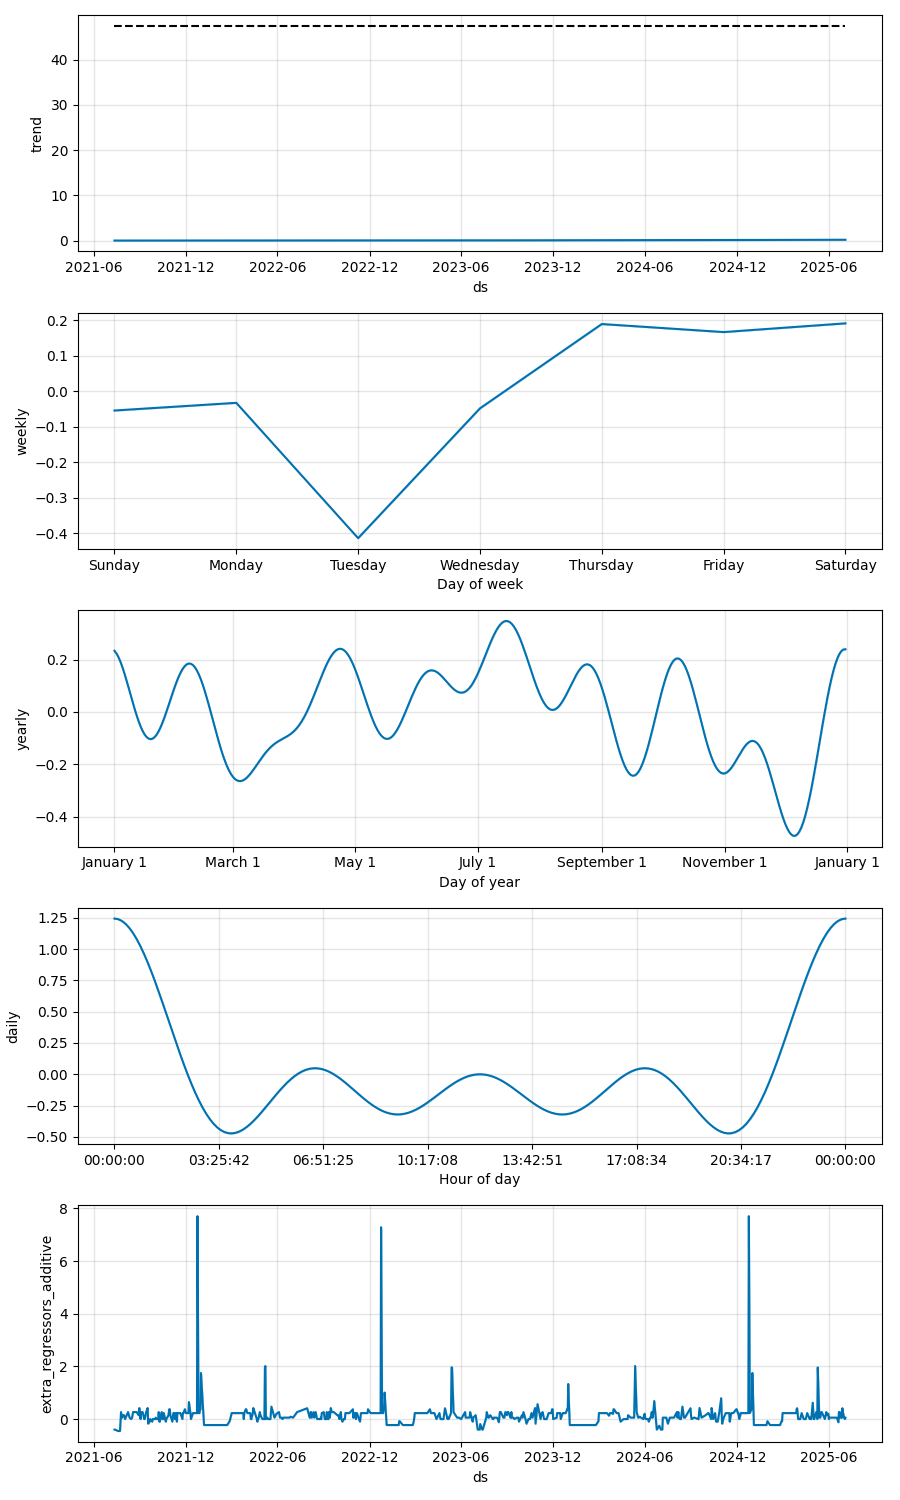 40
30
20
10
0
trend
2021-06 2021-12 2022-06 2022-12 2023-06 2023-12 2024-06 2024-12 2025-06
ds
0.2
0.1
0.0
−0.1
−0.2
−0.3
−0.4
weekly
Sunday Monday Tuesday Wednesday Thursday Friday Saturday
Day of week
0.2
0.0
−0.2
−0.4
yearly
January 1 March 1 May 1 July 1 September 1 November 1 January 1
Day of year
1.25
1.00
0.75
0.50
0.25
0.00
−0.25
−0.50
daily
00:00:00 03:25:42 06:51:25 10:17:08 13:42:51 17:08:34 20:34:17 00:00:00
Hour of day
8
6
4
2
0
extra_regressors_additive
2021-06 2021-12 2022-06 2022-12 2023-06 2023-12 2024-06 2024-12 2025-06
ds